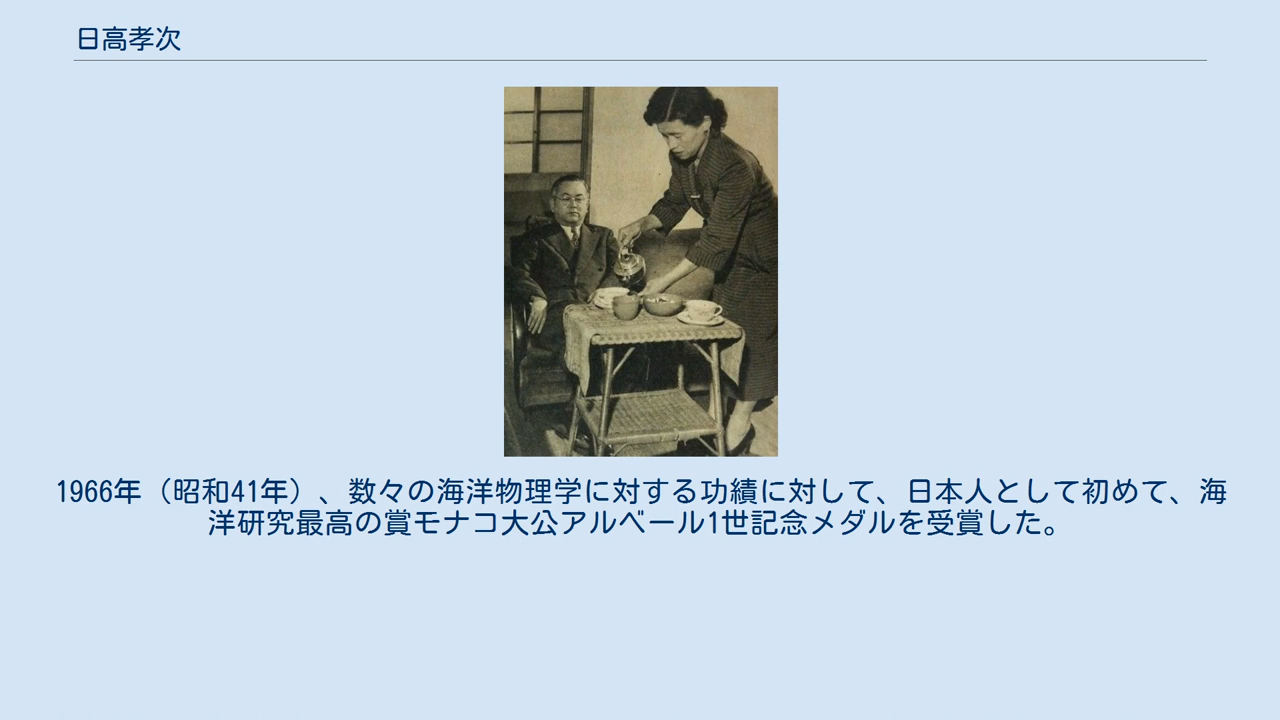 日高孝次
1966年（昭和41年）、数々の海洋物理学に対する功績に対して、日本人として初めて、海
洋研究最高の賞モナコ大公アルベール1世記念メダルを受賞した。